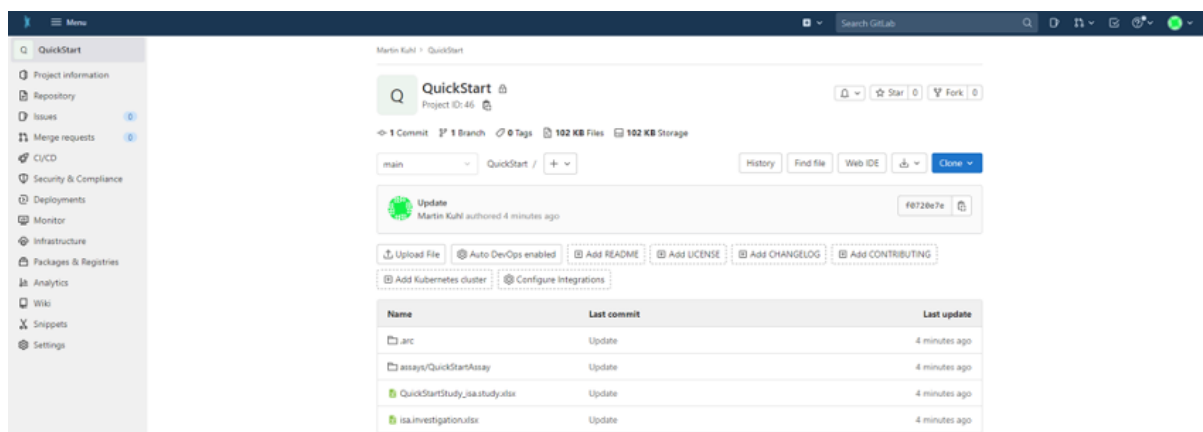 Menu
Search GitLab
Q QuickStart
Project information
Repository
Issues 0
Merge requests 0
CI/CD
Security & Compliance
Deployments
Monitor
Infrastructure
Packages & Registries
Analytics
Wiki
Snippets
Settings
Martin Kuhl > QuickStart
Q
QuickStart
Project ID: 46
Star 0 Fork 0
1 Commit 1 Branch 0 Tags 102 KB Files 102 KB Storage
main QuickStart / + History Find file Web IDE Clone
Update
Martin Kuhl authored 4 minutes ago
f0720e7e
Upload File Auto DevOps enabled Add README Add LICENSE Add CHANGELOG Add CONTRIBUTING
Add Kubernetes cluster Configure Integrations
Name Last commit Last update
.arc Update 4 minutes ago
assays/QuickStartAssay Update 4 minutes ago
QuickStartStudy_isa.study.xlsx Update 4 minutes ago
isa.investigation.xlsx Update 4 minutes ago